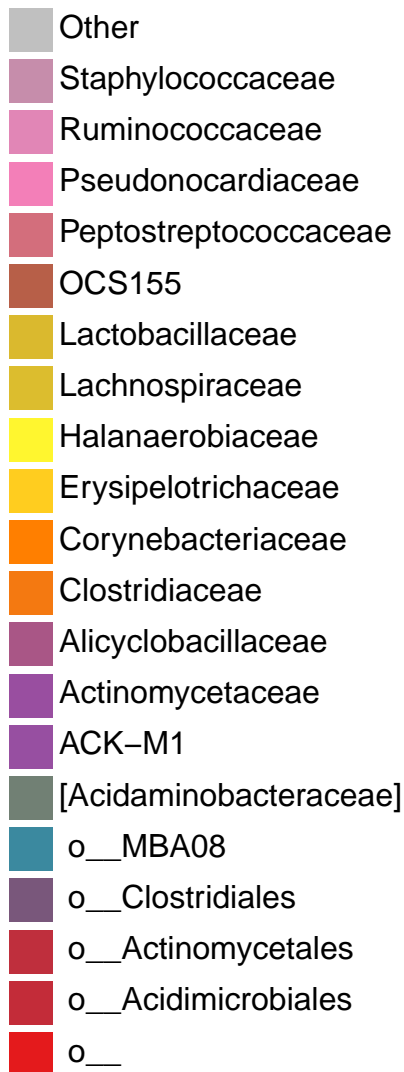 Other
Staphylococcaceae
Ruminococcaceae
Pseudonocardiaceae
Peptostreptococcaceae
OCS155
Lactobacillaceae
Lachnospiraceae
Halanaerobiaceae
Erysipelotrichaceae
Corynebacteriaceae
Clostridiaceae
Alicyclobacillaceae
Actinomycetaceae
ACK−M1
[Acidaminobacteraceae]
o__MBA08
o__Clostridiales
o__Actinomycetales
o__Acidimicrobiales
o__